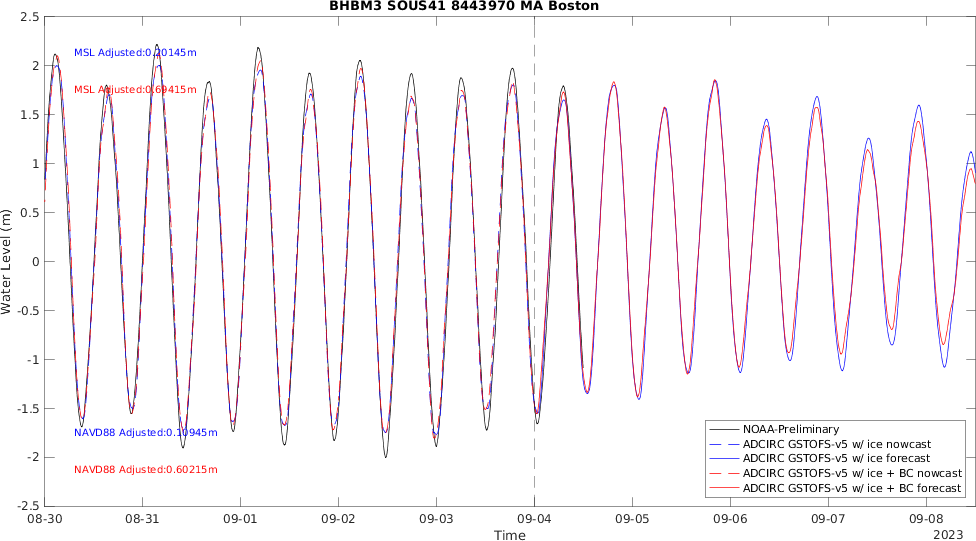 BHBM3 SOUS41 8443970 MA Boston
2.5
2
1.5
1
0.5
0
-0.5
-1
-1.5
-2
-2.5
Water Level (m)
MSL Adjusted:0.20145m
MSL Adjusted:0.69415m
NAVD88 Adjusted:0.10945m
NAVD88 Adjusted:0.60215m
NOAA-Preliminary
ADCIRC GSTOFS-v5 w/ ice nowcast
ADCIRC GSTOFS-v5 w/ ice forecast
ADCIRC GSTOFS-v5 w/ ice + BC nowcast
ADCIRC GSTOFS-v5 w/ ice + BC forecast
08-30 08-31 09-01 09-02 09-03 09-04 09-05 09-06 09-07 09-08
Time
2023